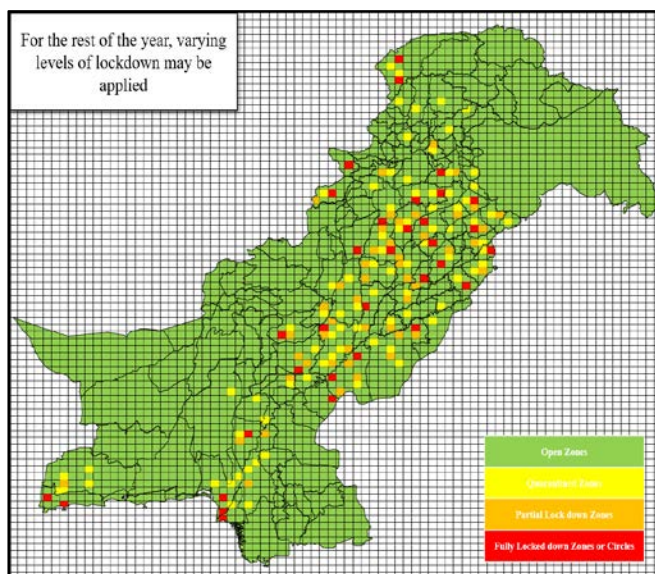 For the rest of the year, varying
levels of lockdown may be
applied
Open Zones
Quarantined Zones
Partial Lock down Zones
Fully Locked down Zones or Circles